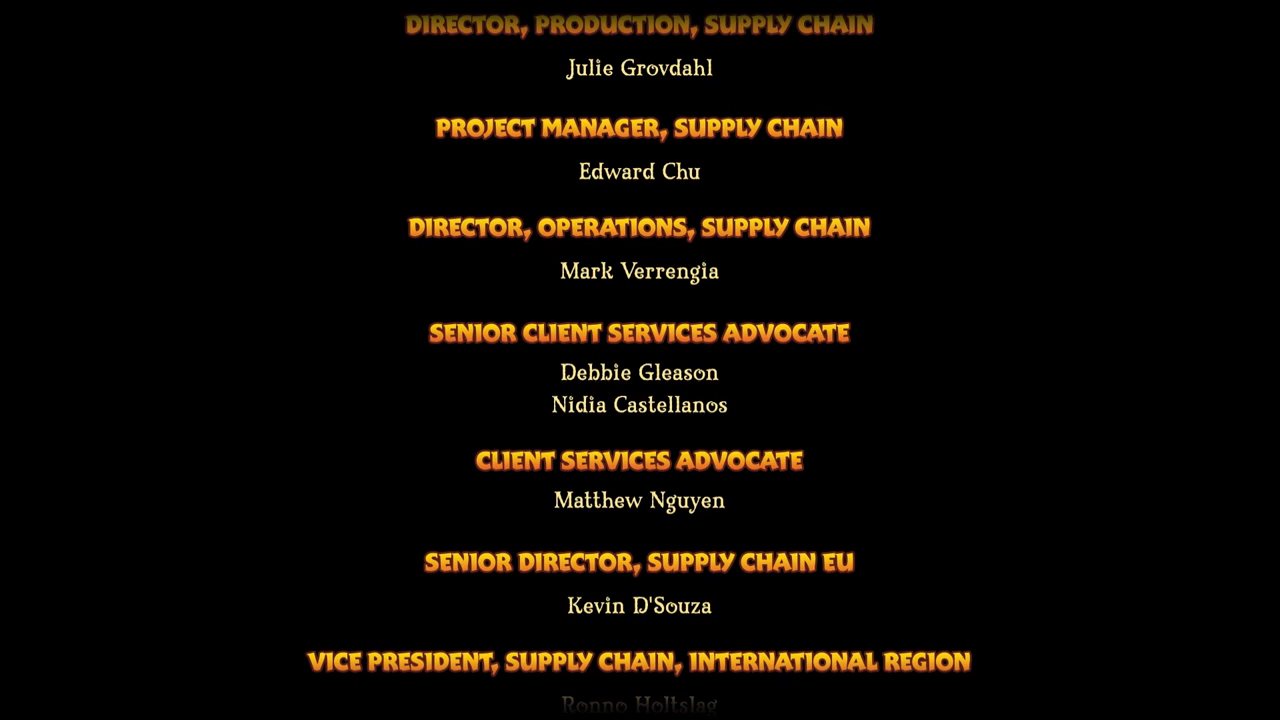 DIRECTOR, PRODUCTION, SUPPLY CHAIN
Julie Grovdahl
PROJECT MANAGER, SUPPLY CHAIN
Edward Chu
DIRECTOR, OPERATIONS, SUPPLY CHAIN
Mark Verrengia
SENIOR CLIENT SERVICES ADVOCATE
Debbie Gleason
Nidia Castellanos
CLIENT SERVICES ADVOCATE
Matthew Nguyen
SENIOR DIRECTOR, SUPPLY CHAIN EU
Kevin D'Souza
VICE PRESIDENT, SUPPLY CHAIN, INTERNATIONAL REGION
Ronno Holtslag